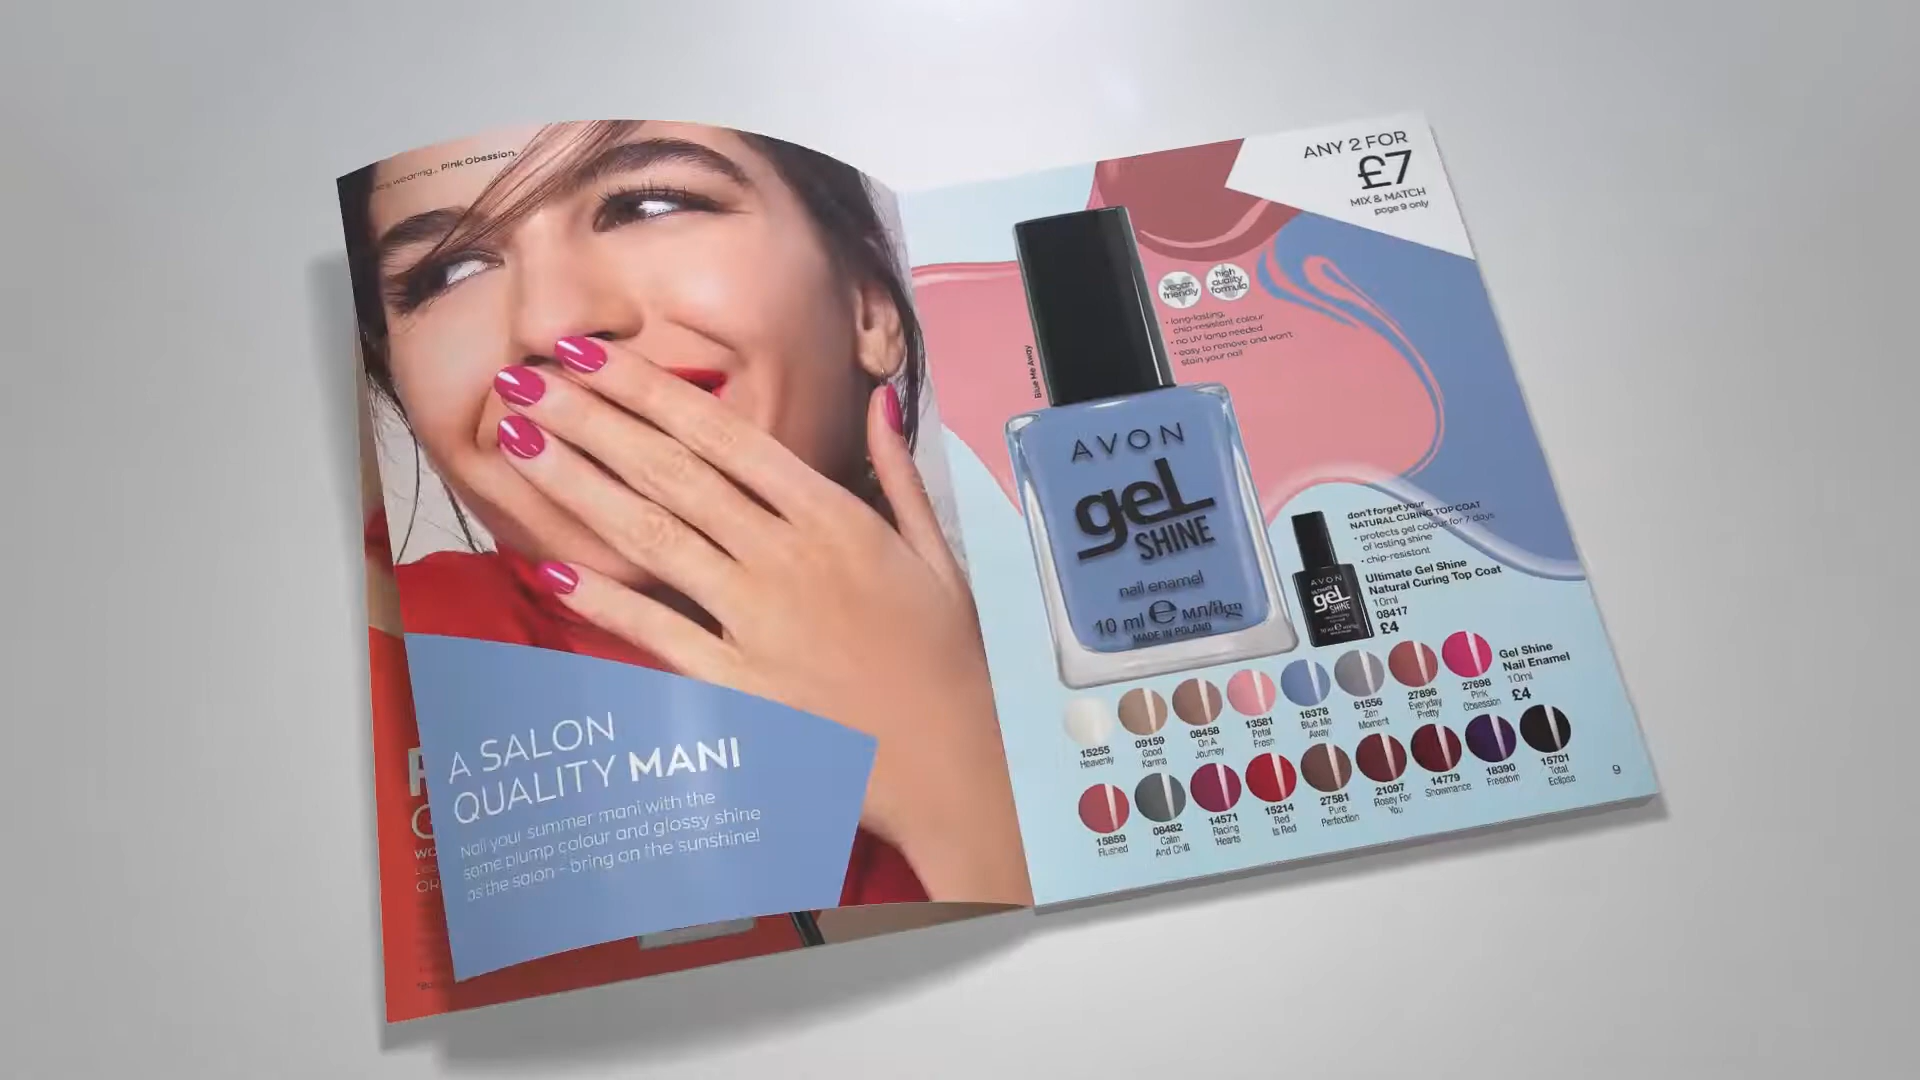 wearing... Pink Obession.
A SALON
QUALITY MANI
Nail your summer mani with the
same plump colour and glossy shine
as the salon - bring on the sunshine!
ANY 2 FOR
£7
MIX & MATCH
page 9 only
vegan
friendly
high
quality
formula
• long-lasting,
chip-resistant colour
• no UV lamp needed
• easy to remove and won't
stain your nail
Blue Me Away
AVON
gel
SHINE
nail enamel
10 ml e
MADE IN POLAND
don't forget your
NATURAL CURING TOP COAT
• protects gel colour for 7 days
of lasting shine
• chip-resistant
Ultimate Gel Shine
Natural Curing Top Coat
10ml
08417
£4
AVON
gel
SHINE
Gel Shine
Nail Enamel
10ml
£4
15255
Heavenly
09159
Good
Karma
08458
On A
Journey
13581
Petal
Fresh
16378
Blue Me
Away
61556
Zen
Moment
27896
Everyday
Pretty
27698
Pink
Obsession
15859
Flushed
08482
Calm
And Chill
14571
Racing
Hearts
15214
Red
Is Red
27581
Pure
Perfection
21097
Rosey For
You
14779
Showmance
18390
Freedom
15701
Total
Eclipse
9